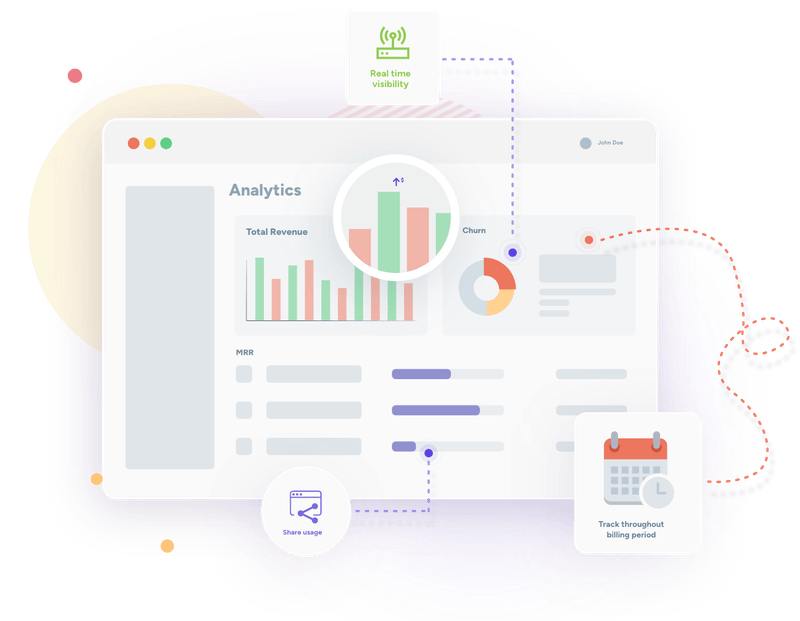 Real time
visibility
John Doe
Analytics
$
Total Revenue
Churn
MRR
Share usage
Track throughout
billing period